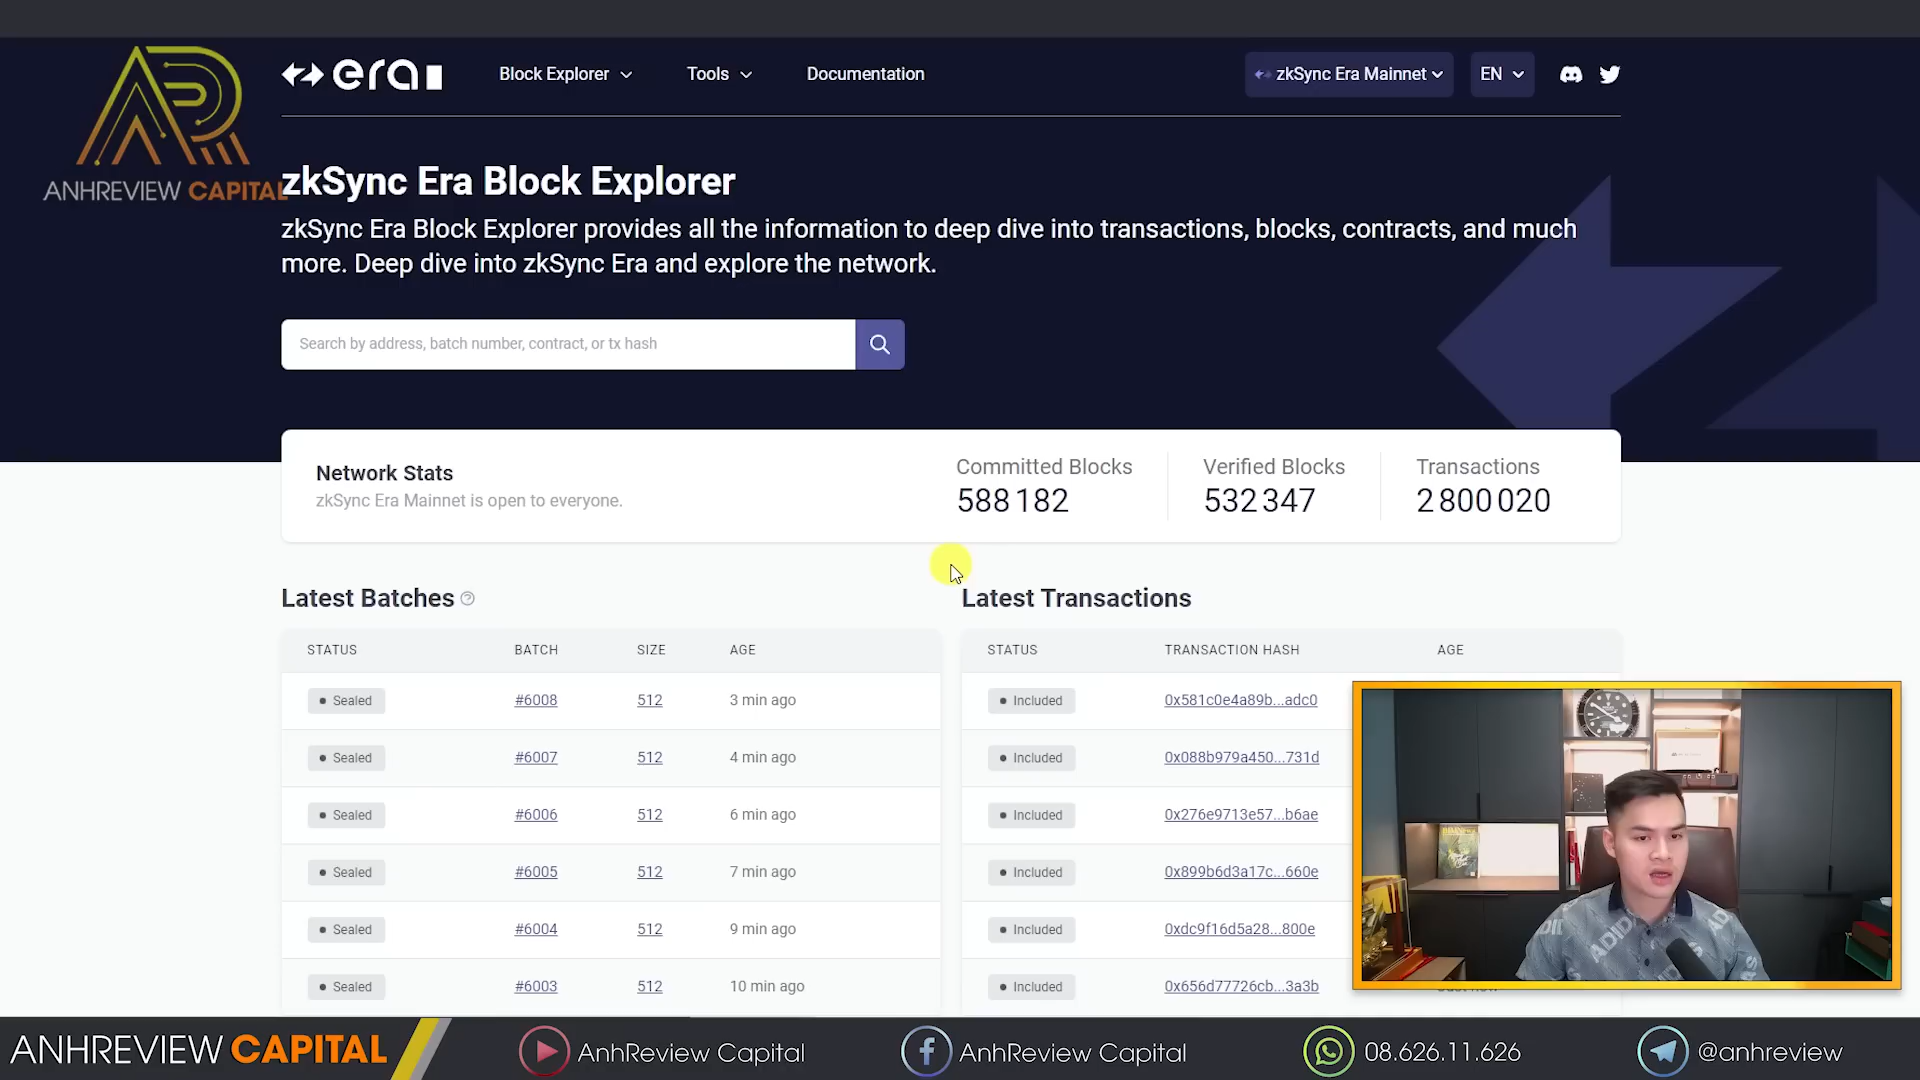 era
Block Explorer
Tools
Documentation
zkSync Era Mainnet
EN
ANHREVIEW CAPITAL
zkSync Era Block Explorer
zkSync Era Block Explorer provides all the information to deep dive into transactions, blocks, contracts, and much
more. Deep dive into zkSync Era and explore the network.
Search by address, batch number, contract, or tx hash
Network Stats
zkSync Era Mainnet is open to everyone.
Committed Blocks
588 182
Verified Blocks
532 347
Transactions
2 800 020
Latest Batches
STATUS BATCH SIZE AGE
Sealed #6008 512 3 min ago
Sealed #6007 512 4 min ago
Sealed #6006 512 6 min ago
Sealed #6005 512 7 min ago
Sealed #6004 512 9 min ago
Sealed #6003 512 10 min ago
Latest Transactions
STATUS TRANSACTION HASH AGE
Included 0x581c0e4a89b...adc0
Included 0x088b979a450...731d
Included 0x276e9713e57...b6ae
Included 0x899b6d3a17c...660e
Included 0xdc9f16d5a28...800e
Included 0x656d77726cb...3a3b
ANHREVIEW CAPITAL
AnhReview Capital
AnhReview Capital
08.626.11.626
@anhreview